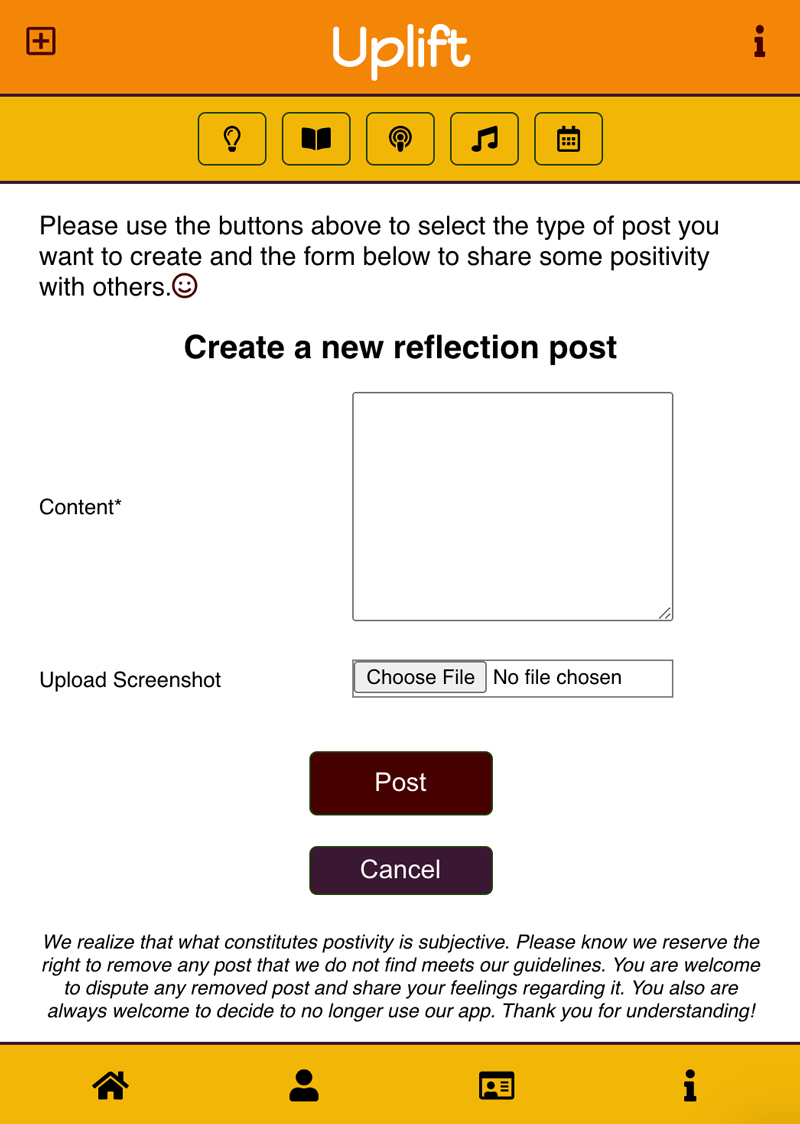 Uplift
Please use the buttons above to select the type of post you
want to create and the form below to share some positivity
with others.
Create a new reflection post
Content*
Upload Screenshot
Choose File No file chosen
Post
Cancel
We realize that what constitutes postivity is subjective. Please know we reserve the
right to remove any post that we do not find meets our guidelines. You are welcome
to dispute any removed post and share your feelings regarding it. You also are
always welcome to decide to no longer use our app. Thank you for understanding!